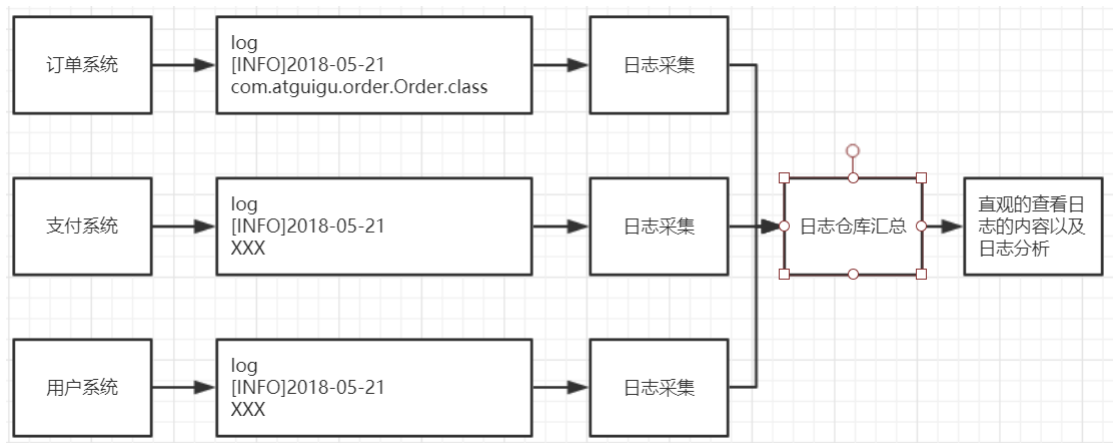 订单系统
log
[INFO]2018-05-21
com.atguigu.order.Order.class
日志采集
支付系统
log
[INFO]2018-05-21
XXX
日志采集
日志仓库汇总
直观的查看日
志的内容以及
日志分析
用户系统
log
[INFO]2018-05-21
XXX
日志采集